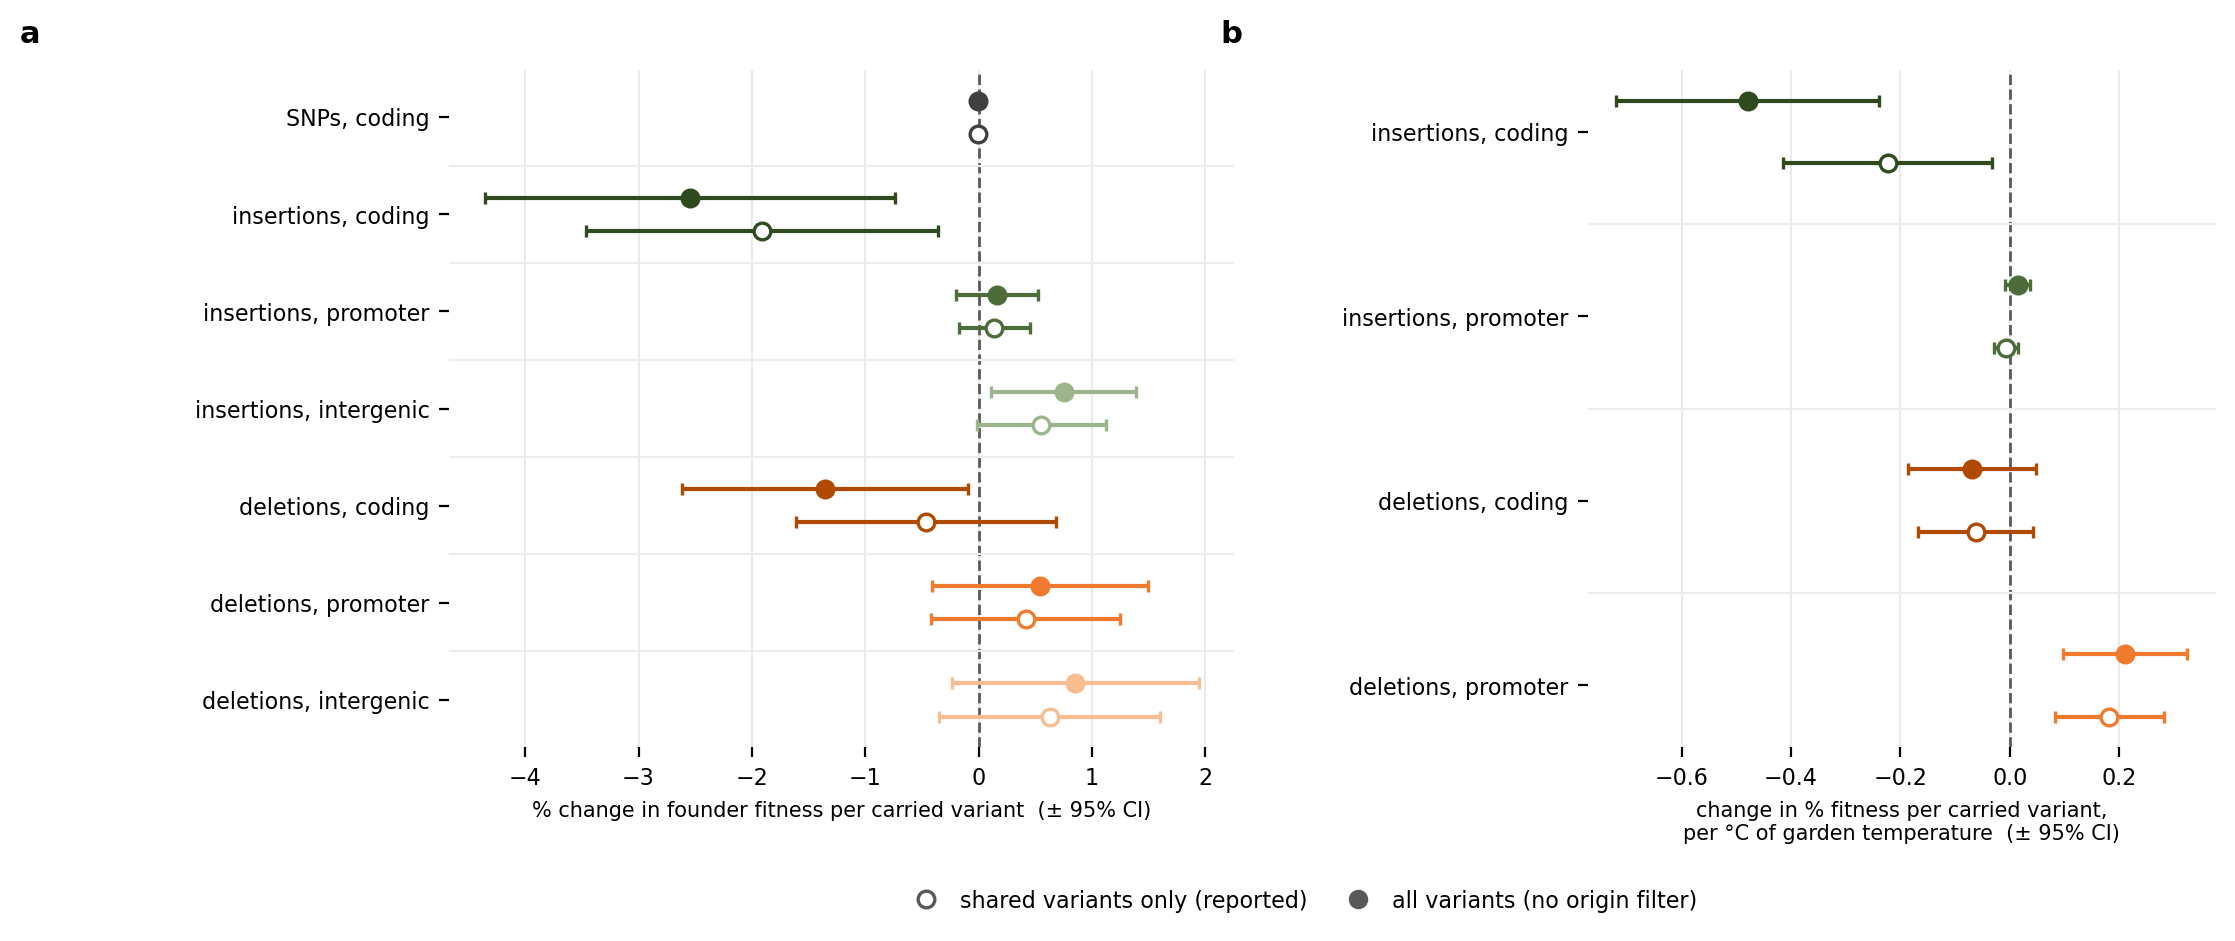 a
SNPs, coding
insertions, coding
insertions, promoter
insertions, intergenic
deletions, coding
deletions, promoter
deletions, intergenic
−4 −3 −2 −1 0 1 2
% change in founder fitness per carried variant (± 95% CI)
b
insertions, coding
insertions, promoter
deletions, coding
deletions, promoter
−0.6 −0.4 −0.2 0.0 0.2
change in % fitness per carried variant,
per °C of garden temperature (± 95% CI)
shared variants only (reported) all variants (no origin filter)